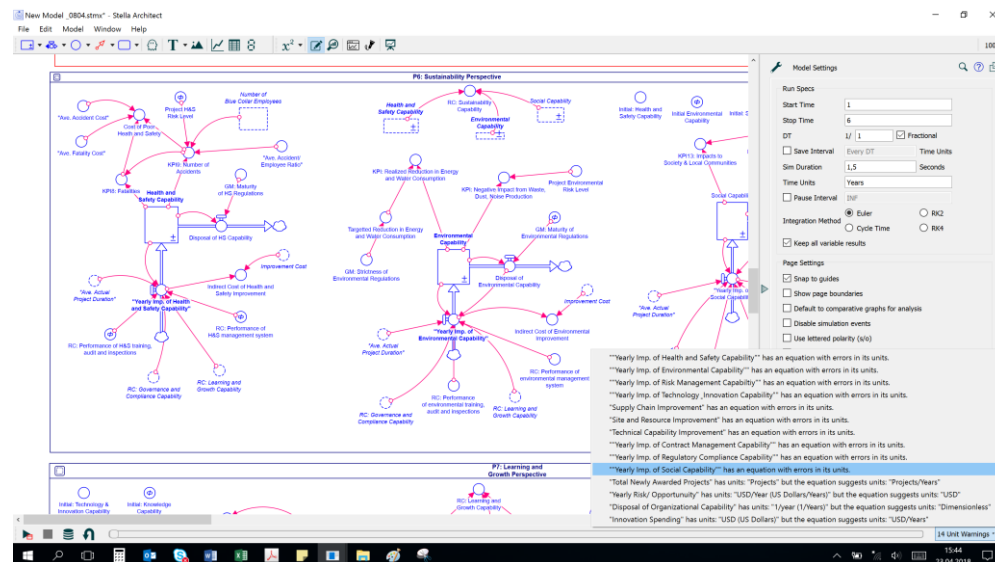 New Model _0804.stmx* - Stella Architect
File Edit Model Window Help
T
x²
100
P6: Sustainability Perspective
"Ave. Accident Cost"
Project H&S
Risk Level
Number of
Blue Collar Employees
Cost of Poor
Heath and Safety
"Ave. Fatality Cost"
KPI8: Number of
Accidents
"Ave. Accident/
Employee Ratio"
KPI8: Fatalities
Health and
Safety Capability
GM: Maturity
of HS Regulations
Disposal of HS Capability
Improvement Cost
"Ave. Actual
Project Duration"
Indirect Cost of Health and
Safety Improvement
"Yearly Imp. of Health
and Safety Capability"
RC: Performance of H&S training,
audit and inspections
RC: Performance of
H&S management system
RC: Governance and
Compliance Capability
RC: Learning and
Growth Capability
Health and
Safety Capability
RC: Sustainability
Capability
Social Capability
Environmental
Capability
KPI: Realized Reduction in Energy
and Water Consumption
KPI: Negative Impact from Waste,
Dust, Noise Production
Project Environmental
Risk Level
Targetted Reduction in Energy
and Water Consumption
Environmental
Capability
GM: Maturity of
Environmental Regulations
GM: Strictness of
Environmental Regulations
Disposal of
Environmental Capability
Improvement Cost
"Ave. Actual
Project Duration"
"Yearly Imp. of
Environmental Capability"
Indirect Cost of Environmental
Improvement
RC: Performance of
environmental management
system
RC: Performance
of environmental training,
audit and inspections
RC: Governance and
Compliance Capability
RC: Learning and
Growth Capability
Initial: Health and
Safety Capability
Initial Environmental
Capability
Initial: S
KPI13: Impacts to
Society & Local Communities
Social Capabil
"Ave. Actual
Project Duration"
"Yearly Imp. o
Social Capabilit
P7: Learning and
Growth Perspective
Initial: Technology &
Innovation Capability
Initial: Knowledge
Capability
RC: Learning and
Growth Capability
Model Settings
Run Specs
Start Time 1
Stop Time 6
DT 1/ 1 Fractional
Save Interval Every DT Time Units
Sim Duration 1,5 Seconds
Time Units Years
Pause Interval INF
Integration Method Euler RK2
Cycle Time RK4
Keep all variable results
Page Settings
Snap to guides
Show page boundaries
Default to comparative graphs for analysis
Disable simulation events
Use lettered polarity (s/o)
""Yearly Imp. of Health and Safety Capability"" has an equation with errors in its units.
""Yearly Imp. of Environmental Capability"" has an equation with errors in its units.
""Yearly Imp. of Risk Management Capabiltiy"" has an equation with errors in its units.
""Yearly Imp. of Technology_Innovation Capability"" has an equation with errors in its units.
"Supply Chain Improvement" has an equation with errors in its units.
"Site and Resource Improvement" has an equation with errors in its units.
"Technical Capability Improvement" has an equation with errors in its units.
""Yearly Imp. of Contract Management Capability"" has an equation with errors in its units.
""Yearly Imp. of Regulatory Compliance Capability"" has an equation with errors in its units.
""Yearly Imp. of Social Capability"" has an equation with errors in its units.
"Total Newly Awarded Projects" has units: "Projects" but the equation suggests units: "Projects/Years"
"Yearly Risk/ Opportunity" has units: "USD/Year (US Dollars/Years)" but the equation suggests units: "USD"
"Disposal of Organizational Capability" has units: "1/year (1/Years)" but the equation suggests units: "Dimensionless"
"Innovation Spending" has units: "USD (US Dollars)" but the equation suggests units: "USD/Years"
14 Unit Warnings
15:44
23.04.2018